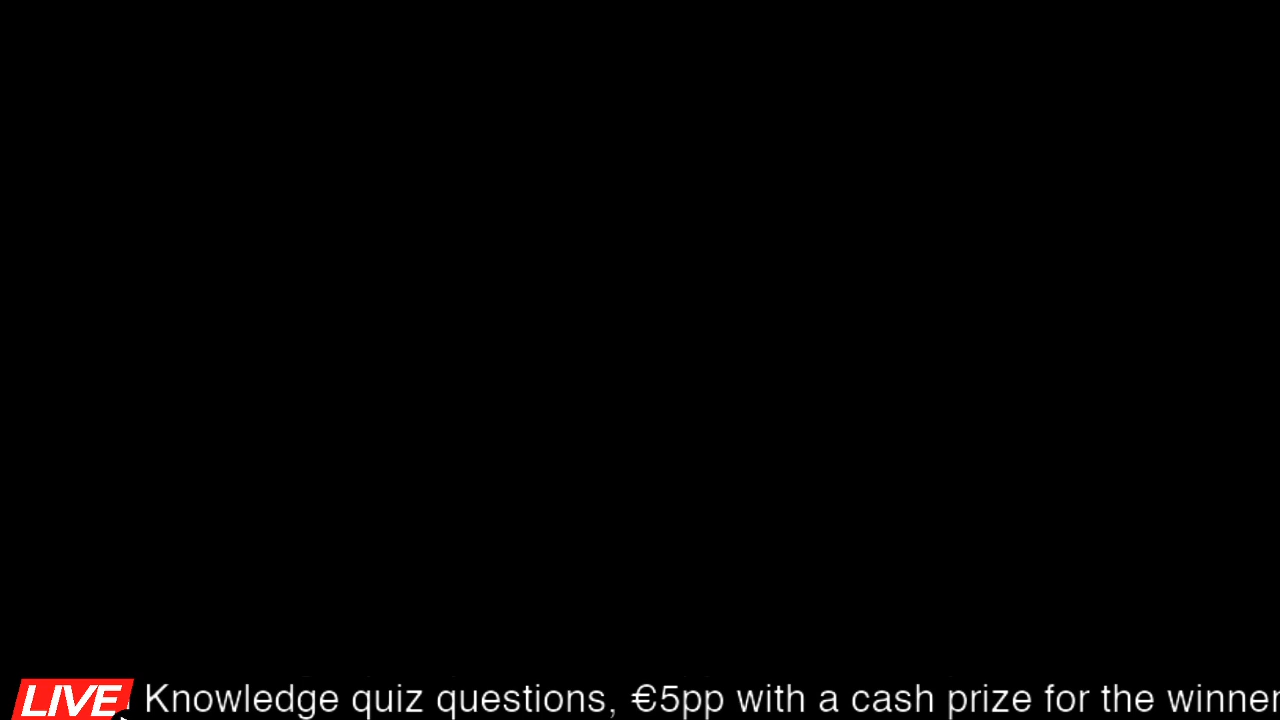 LIVE Knowledge quiz questions, €5pp with a cash prize for the winner